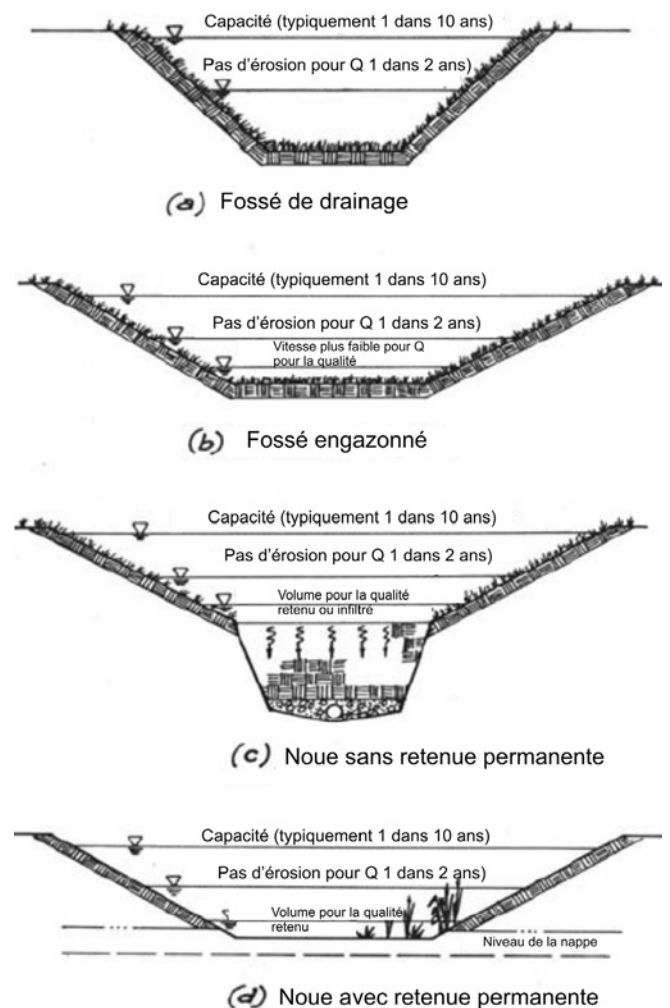 Capacité (typiquement 1 dans 10 ans)
Pas d'érosion pour Q 1 dans 2 ans)
(a) Fossé de drainage
Capacité (typiquement 1 dans 10 ans)
Pas d'érosion pour Q 1 dans 2 ans)
Vitesse plus faible pour Q
pour la qualité
(b) Fossé engazonné
Capacité (typiquement 1 dans 10 ans)
Pas d'érosion pour Q 1 dans 2 ans)
Volume pour la qualité
retenu ou infiltré
(c) Noue sans retenue permanente
Capacité (typiquement 1 dans 10 ans)
Pas d'érosion pour Q 1 dans 2 ans)
Volume pour la qualité
retenu
Niveau de la nappe
(d) Noue avec retenue permanente